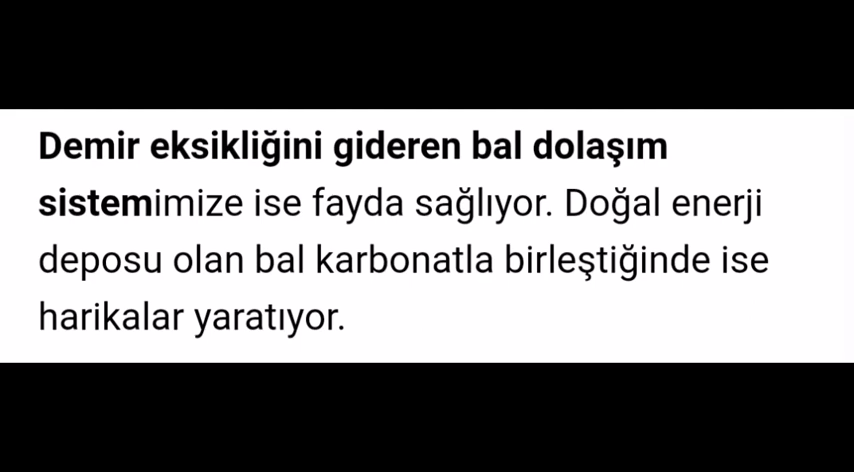 Demir eksikliğini gideren bal dolaşım
sistemimize ise fayda sağlıyor. Doğal enerji
deposu olan bal karbonatla birleştiğinde ise
harikalar yaratıyor.